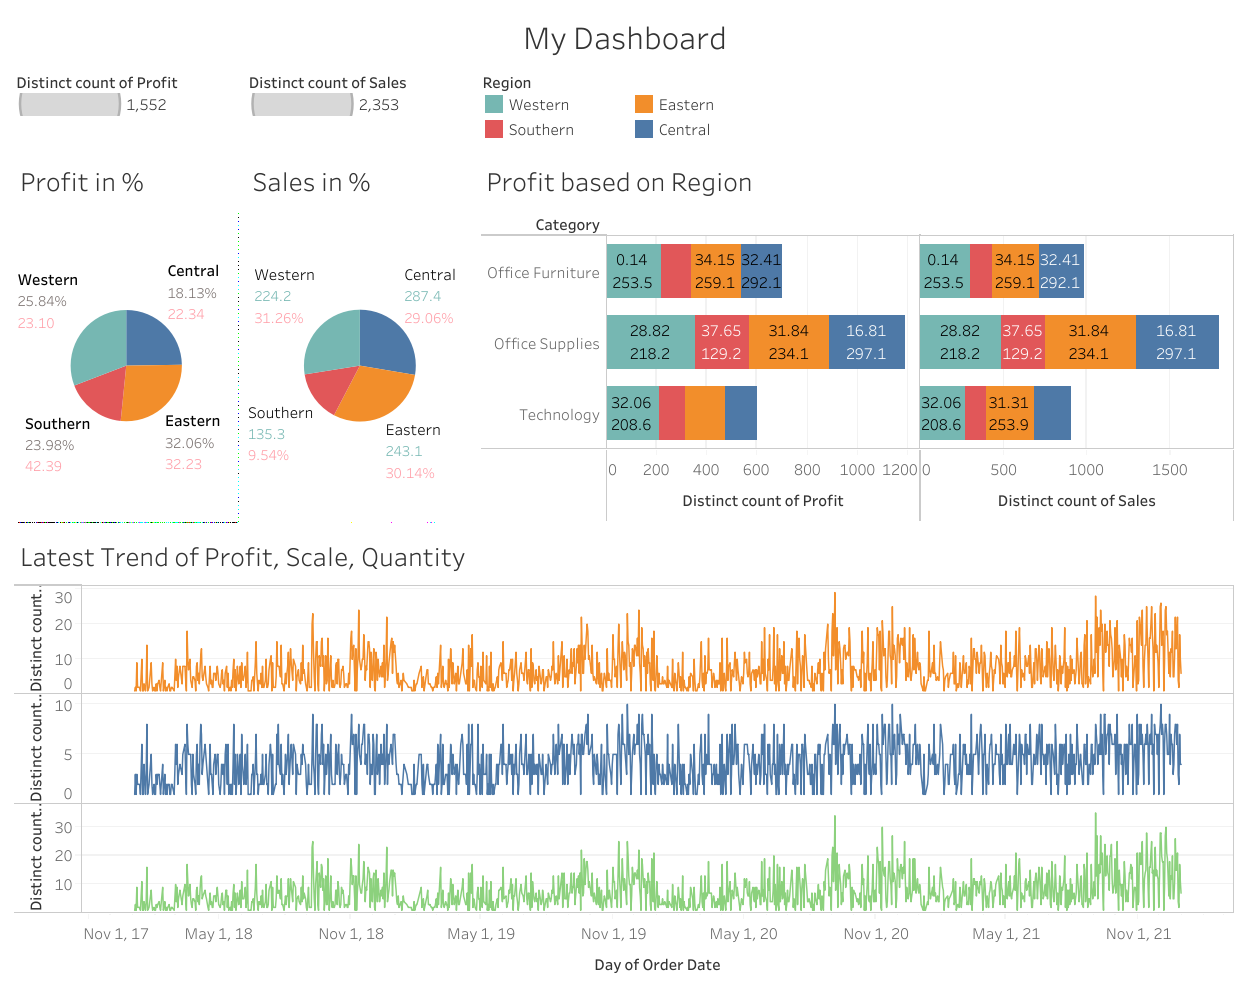 My Dashboard
Distinct count of Profit
1,552
Distinct count of Sales
2,353
Region
Western
Eastern
Southern
Central
Profit in %
Western
25.84%
23.10
Central
18.13%
22.34
Southern
23.98%
42.39
Eastern
32.06%
32.23
Sales in %
Western
224.2
31.26%
Central
287.4
29.06%
Southern
135.3
9.54%
Eastern
243.1
30.14%
Profit based on Region
Category
Office Furniture
0.14
253.5
34.15
259.1
32.41
292.1
0.14
253.5
34.15
259.1
32.41
292.1
Office Supplies
28.82
218.2
37.65
129.2
31.84
234.1
16.81
297.1
28.82
218.2
37.65
129.2
31.84
234.1
16.81
297.1
Technology
32.06
208.6
32.06
208.6
31.31
253.9
0 200 400 600 800 1000 1200
0 500 1000 1500
Distinct count of Profit
Distinct count of Sales
Latest Trend of Profit, Scale, Quantity
Distinct count..
30
20
10
0
Distinct count..
10
5
0
Distinct count..
30
20
10
Nov 1, 17 May 1, 18 Nov 1, 18 May 1, 19 Nov 1, 19 May 1, 20 Nov 1, 20 May 1, 21 Nov 1, 21
Day of Order Date